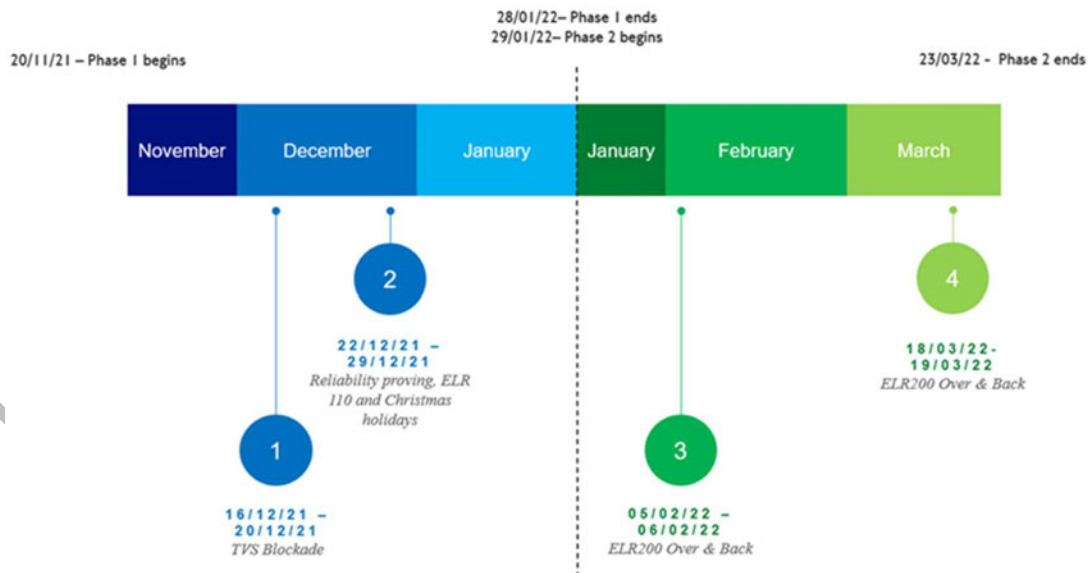 28/01/22– Phase 1 ends
29/01/22– Phase 2 begins
20/11/21 – Phase 1 begins
23/03/22 - Phase 2 ends
November
December
January
January
February
March
2
4
22/12/21 –
29/12/21
Reliability proving, ELR
110 and Christmas
holidays
18/03/22-
19/03/22
ELR200 Over & Back
1
3
16/12/21 –
20/12/21
TVS Blockade
05/02/22 –
06/02/22
ELR200 Over & Back